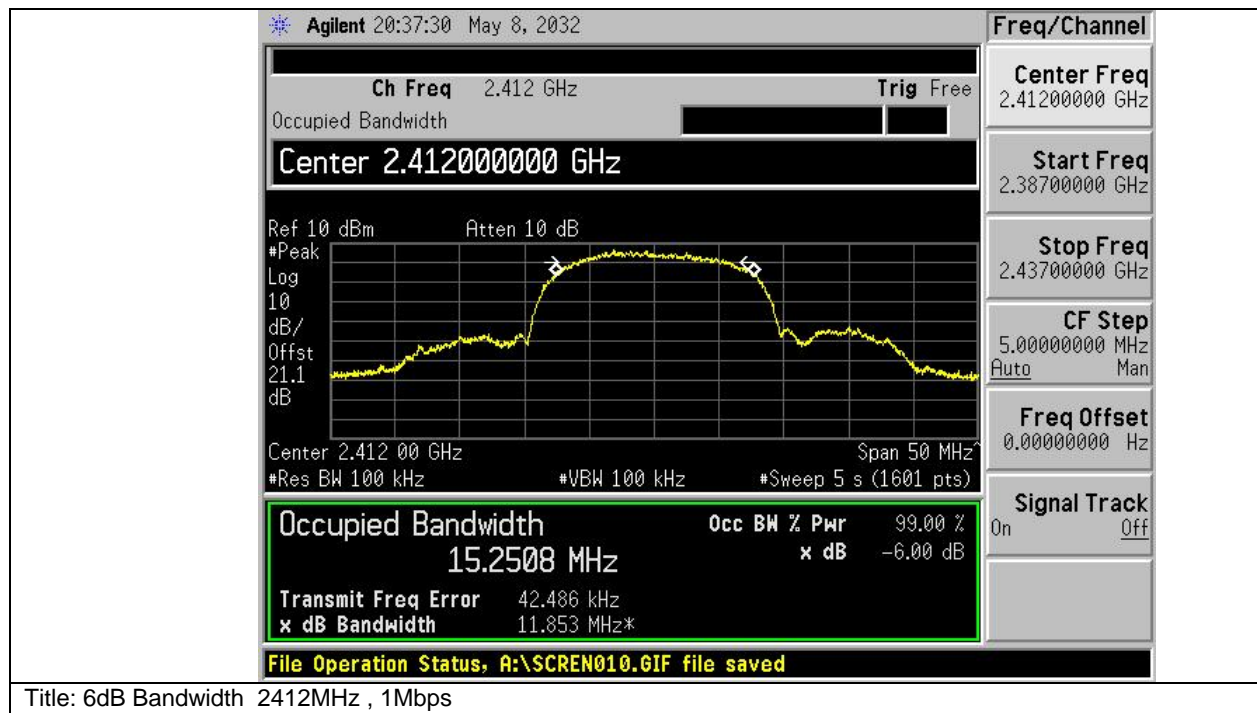 Agilent 20:37:30 May 8, 2032
Freq/Channel
Ch Freq 2.412 GHz Trig Free
Occupied Bandwidth
Center 2.412000000 GHz
Ref 10 dBm Atten 10 dB
#Peak
Log
10
dB/
Offst
21.1
dB
Center 2.412 00 GHz Span 50 MHz^
#Res BW 100 kHz #VBW 100 kHz #Sweep 5 s (1601 pts)
Occupied Bandwidth
15.2508 MHz
Occ BW % Pwr 99.00 %
x dB -6.00 dB
Transmit Freq Error 42.486 kHz
x dB Bandwidth 11.853 MHz*
File Operation Status, A:\SCREN010.GIF file saved
Center Freq
2.41200000 GHz
Start Freq
2.38700000 GHz
Stop Freq
2.43700000 GHz
CF Step
5.00000000 MHz
Auto Man
Freq Offset
0.00000000 Hz
Signal Track
On Off
Title: 6dB Bandwidth 2412MHz , 1Mbps